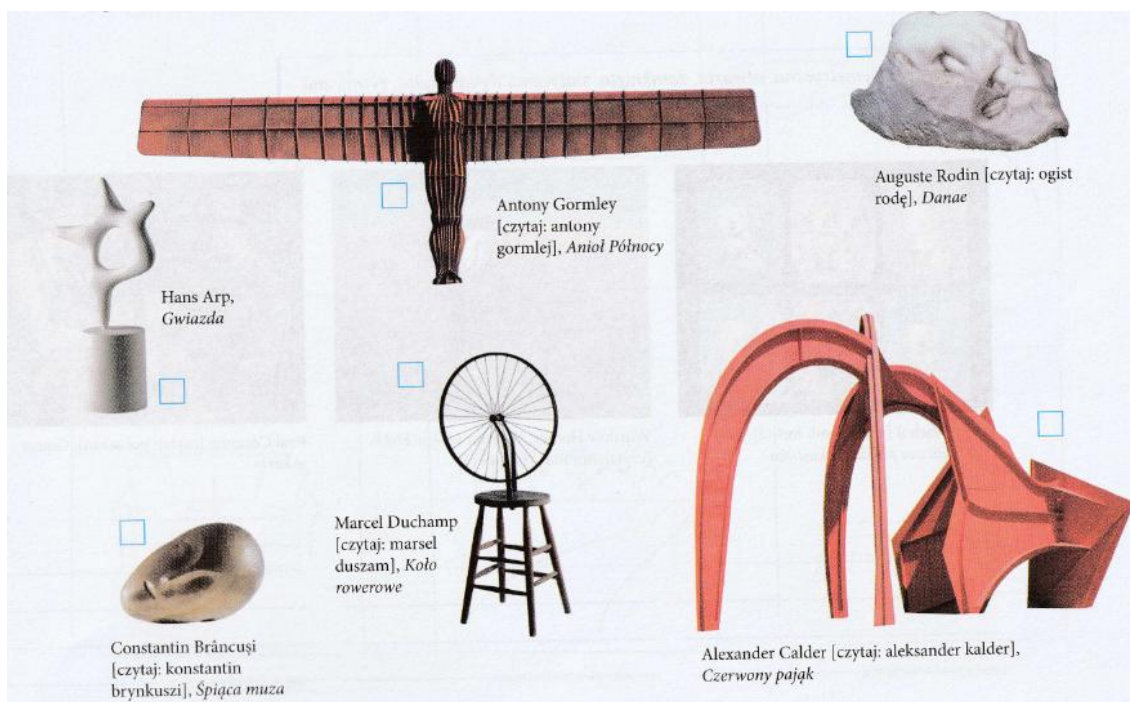 Auguste Rodin [czytaj: ogist
rodę], Danae
Antony Gormley
[czytaj: antony
gormlej], Anioł Północy
Hans Arp,
Gwiazda
Marcel Duchamp
[czytaj: marsel
duszam], Koło
rowerowe
Constantin Brâncuşi
[czytaj: konstantin
brynkuszi], Śpiąca muza
Alexander Calder [czytaj: aleksander kalder],
Czerwony pająk